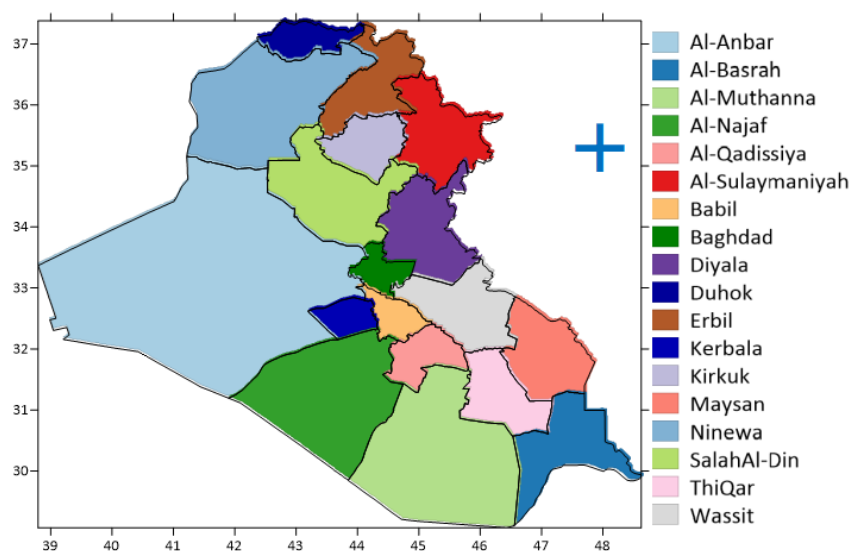 37
36
35
34
33
32
31
30
39 40 41 42 43 44 45 46 47 48
Al-Anbar
Al-Basrah
Al-Muthanna
Al-Najaf
Al-Qadissiya
Al-Sulaymaniyah
Babil
Baghdad
Diyala
Duhok
Erbil
Kerbala
Kirkuk
Maysan
Ninewa
SalahAl-Din
ThiQar
Wassit